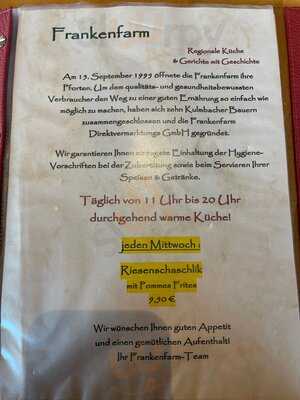 Frankenfarm
Regionale Küche
& Gerichte mit Geschichte
Am 15. September 1995 öffnete die Frankenfarm ihre
Pforten. Um dem qualitäts- und gesundheitsbewussten
Verbraucher den Weg zu einer guten Ernährung so einfach wie
möglich zu machen, haben sich zehn Kulmbacher Bauern
zusammengeschlossen und die Frankenfarm
Direktvermarktungs GmbH gegründet.
Wir garantieren Ihnen die Einhaltung der Hygiene-
Vorschriften bei der Zubereitung sowie beim Servieren Ihrer
Speisen & Getränke.
Täglich von 11 Uhr bis 20 Uhr
durchgehend warme Küche!
jeden Mittwoch :
Riesenschaschlik
mit Pommes Frites
9,50 €
Wir wünschen Ihnen guten Appetit
und einen gemütlichen Aufenthalt!
Ihr Frankenfarm-Team